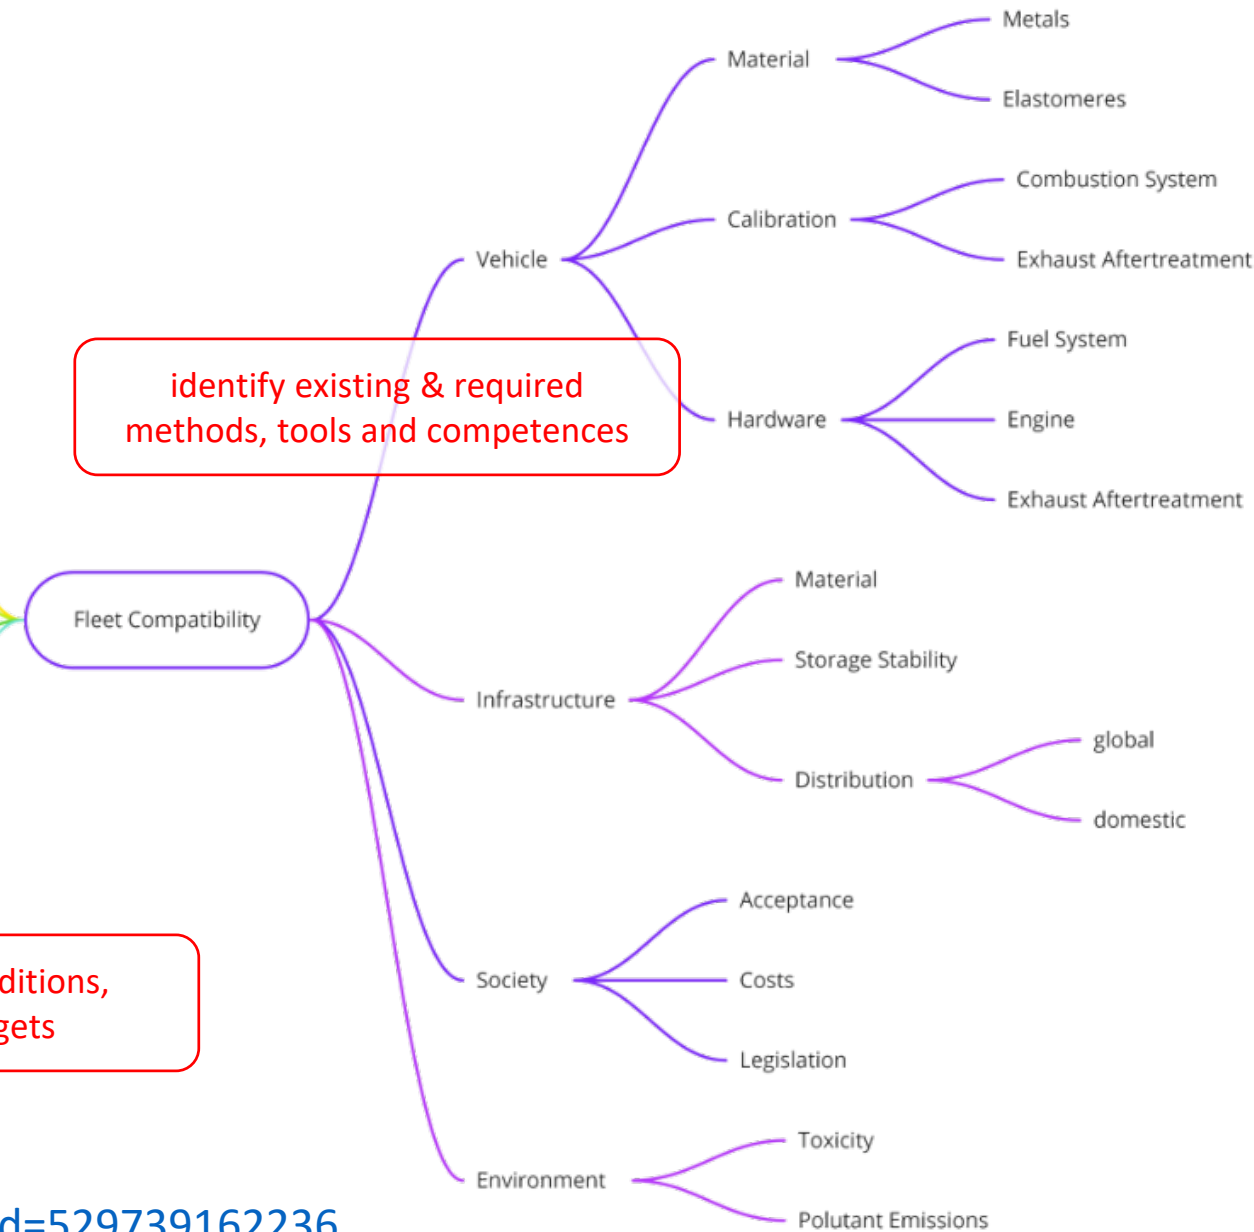 Metals
Material
Elastomeres
Combustion System
Calibration
Vehicle
Exhaust Aftertreatment
Fuel System
identify existing & required
methods, tools and competences
Hardware
Engine
Exhaust Aftertreatment
Material
Fleet Compatibility
Storage Stability
Infrastructure
global
Distribution
domestic
Acceptance
ditions,
gets
Society
Costs
Legislation
Toxicity
Environment
Polutant Emissions
d=529739162236